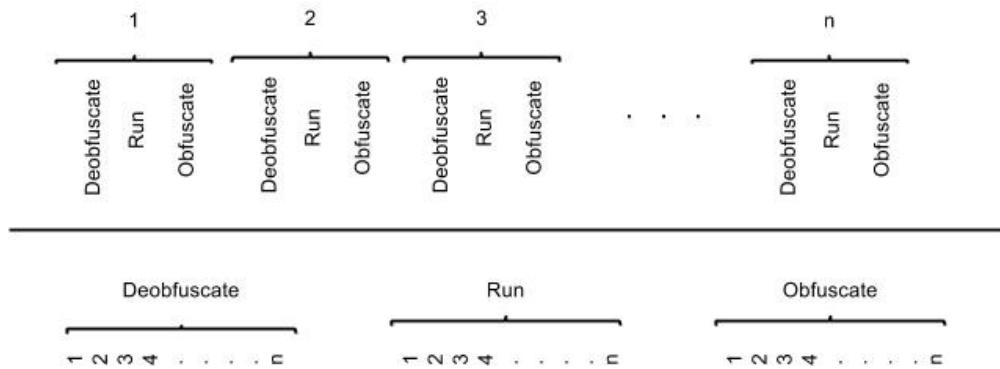 1 2 3 n
Deobfuscate Run Obfuscate Deobfuscate Run Obfuscate Deobfuscate Run Obfuscate . . . Deobfuscate Run Obfuscate
Deobfuscate Run Obfuscate
1 2 3 4 . . . . n 1 2 3 4 . . . . n 1 2 3 4 . . . . n